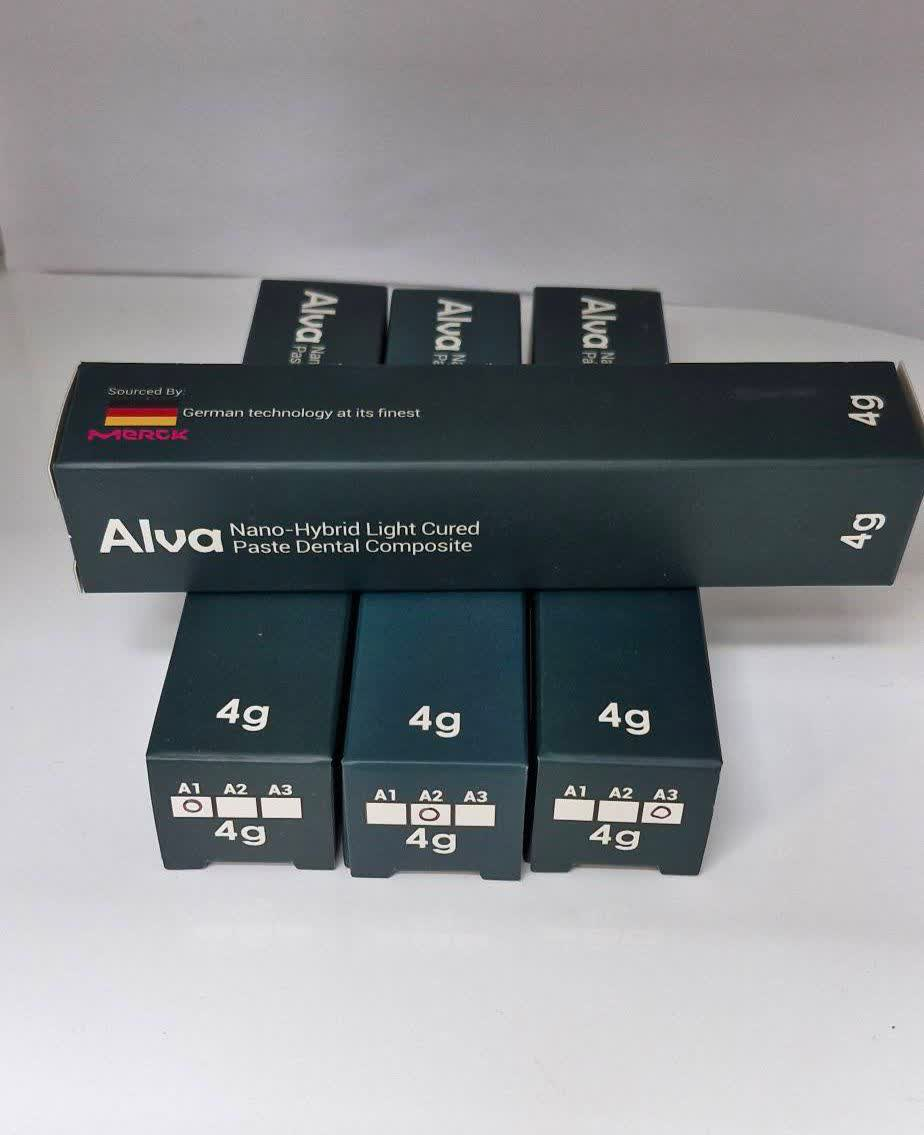 Alva
Alva
Alva
Sourced By:
German technology at its finest
MERCK
4g
Alva Nano-Hybrid Light Cured
Paste Dental Composite
4g
4g
4g
4g
A1 A2 A3
4g
A1 A2 A3
4g
A1 A2 A3
4g